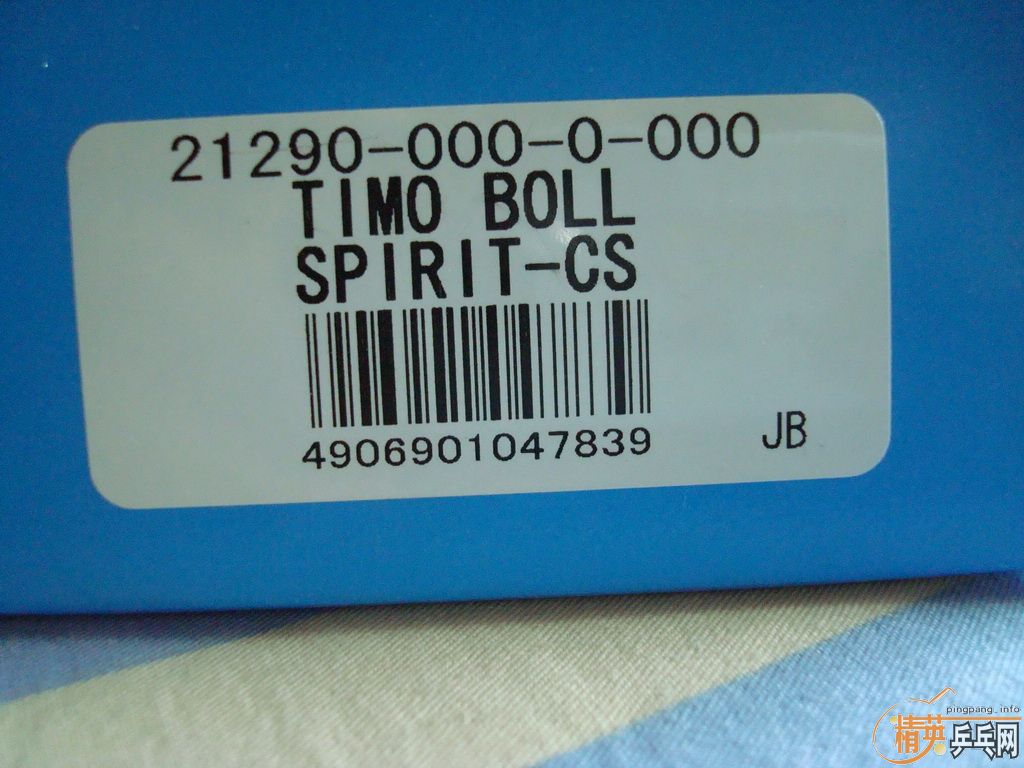 21290-000-0-000
TIMO BOLL
SPIRIT-CS
4906901047839
JB
pingpang.info
精英乒乓网